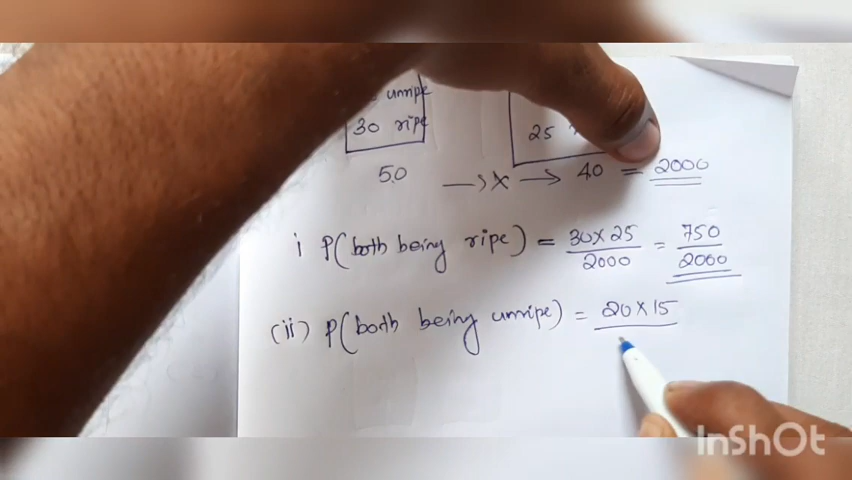 unripe
30 ripe
25
50 → x → 40 = 2000
i P(both being ripe) = 30 x 25 / 2000 = 750 / 2000
(ii) P(both being unripe) = 20 x 15
InShOt